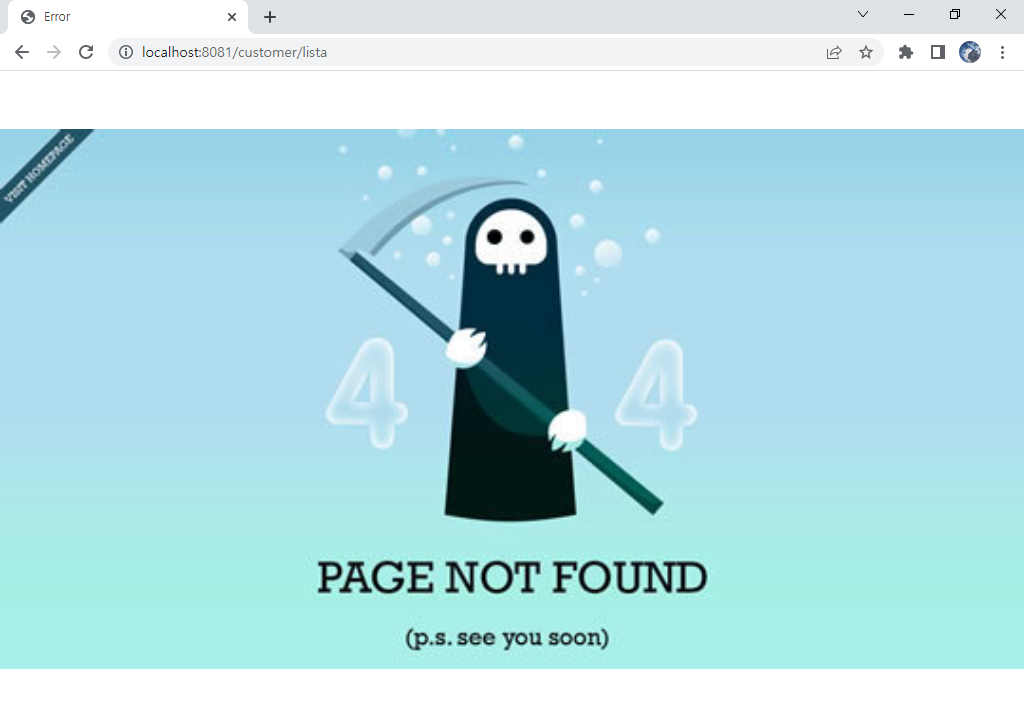 Error
localhost:8081/customer/lista
VISIT HOMEPAGE
4 4
PAGE NOT FOUND
(p.s. see you soon)